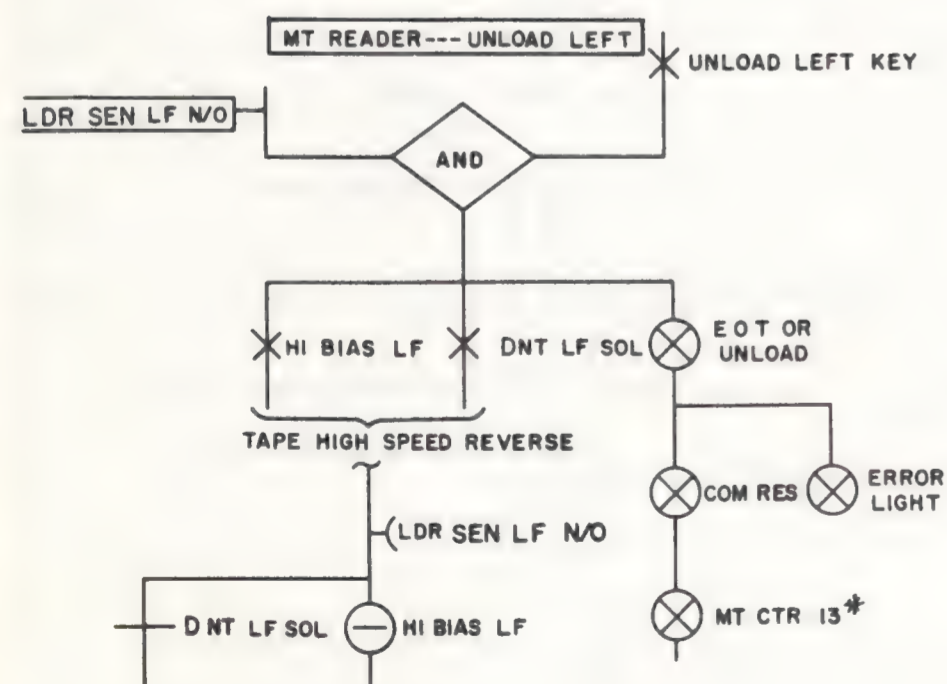 MT READER---UNLOAD LEFT
UNLOAD LEFT KEY
LDR SEN LF N/O
AND
HI BIAS LF
DNT LF SOL
E O T OR
UNLOAD
TAPE HIGH SPEED REVERSE
COM RES
ERROR
LIGHT
LDR SEN LF N/O
DNT LF SOL
HI BIAS LF
MT CTR 13*